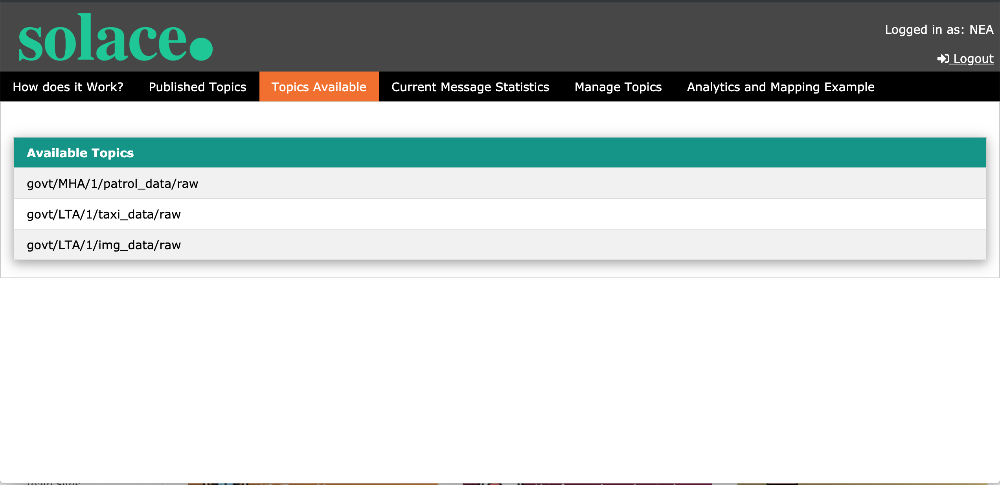 solace.
Logged in as: NEA
Logout
How does it Work? Published Topics Topics Available Current Message Statistics Manage Topics Analytics and Mapping Example
Available Topics
govt/MHA/1/patrol_data/raw
govt/LTA/1/taxi_data/raw
govt/LTA/1/img_data/raw
Team Sites